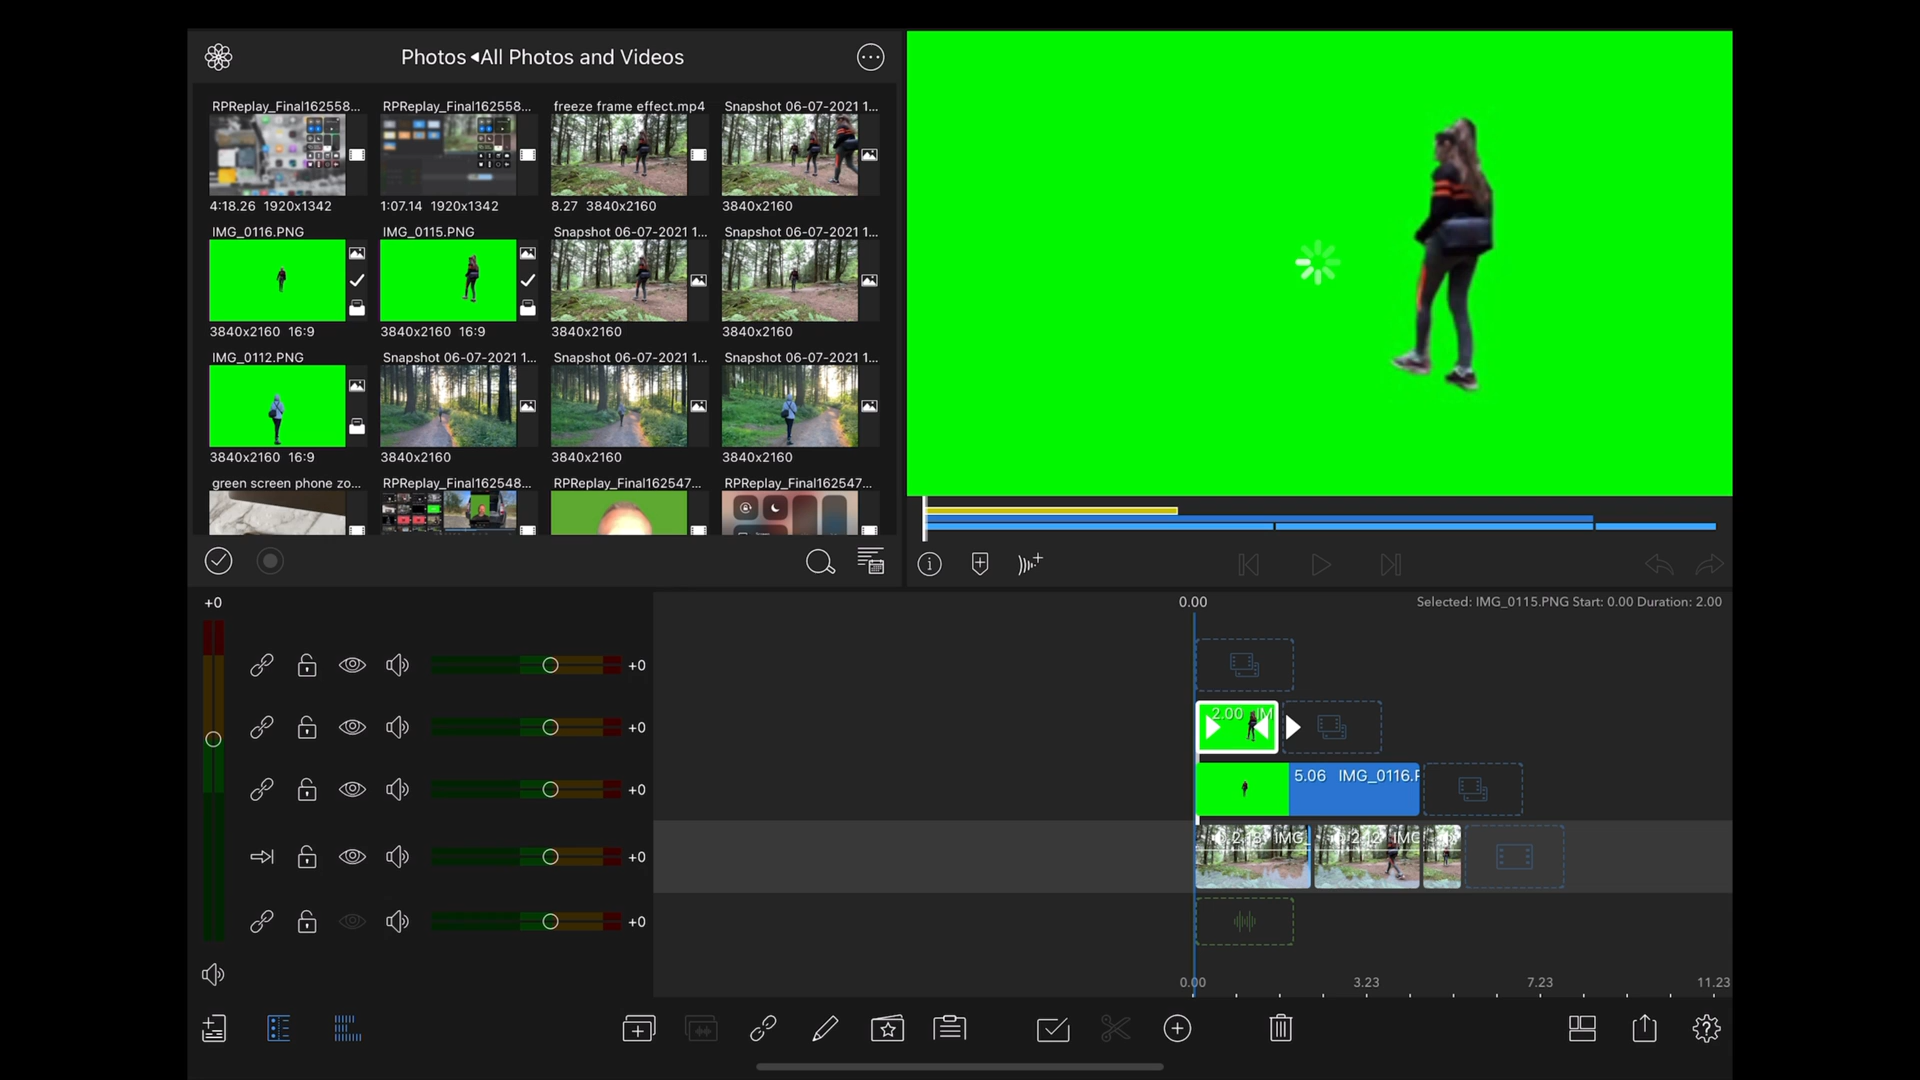 Photos ◂All Photos and Videos
RPReplay_Final162558... RPReplay_Final162558... freeze frame effect.mp4 Snapshot 06-07-2021 1...
4:18.26 1920x1342 1:07.14 1920x1342 8.27 3840x2160 3840x2160
IMG_0116.PNG IMG_0115.PNG Snapshot 06-07-2021 1... Snapshot 06-07-2021 1...
3840x2160 16:9 3840x2160 16:9 3840x2160 3840x2160
IMG_0112.PNG Snapshot 06-07-2021 1... Snapshot 06-07-2021 1... Snapshot 06-07-2021 1...
3840x2160 16:9 3840x2160 3840x2160 3840x2160
green screen phone zo... RPReplay_Final162548... RPReplay_Final162547... RPReplay_Final162547...
+0
0.00
Selected: IMG_0115.PNG Start: 0.00 Duration: 2.00
+0
+0 2.00 IM
+0 5.06 IMG_0116.P
+0 IMG_ 2.12 IMG
+0
0.00 3.23 7.23 11.23